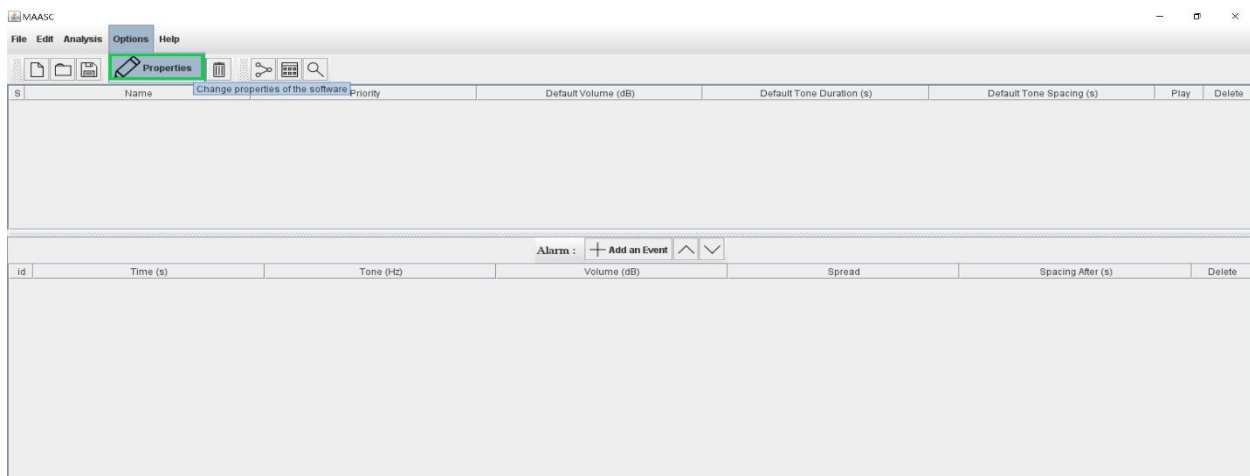 MAASC
File Edit Analysis Options Help
Properties
Change properties of the software
S Name Priority Default Volume (dB) Default Tone Duration (s) Default Tone Spacing (s) Play Delete
Alarm : Add an Event
id Time (s) Tone (Hz) Volume (dB) Spread Spacing After (s) Delete